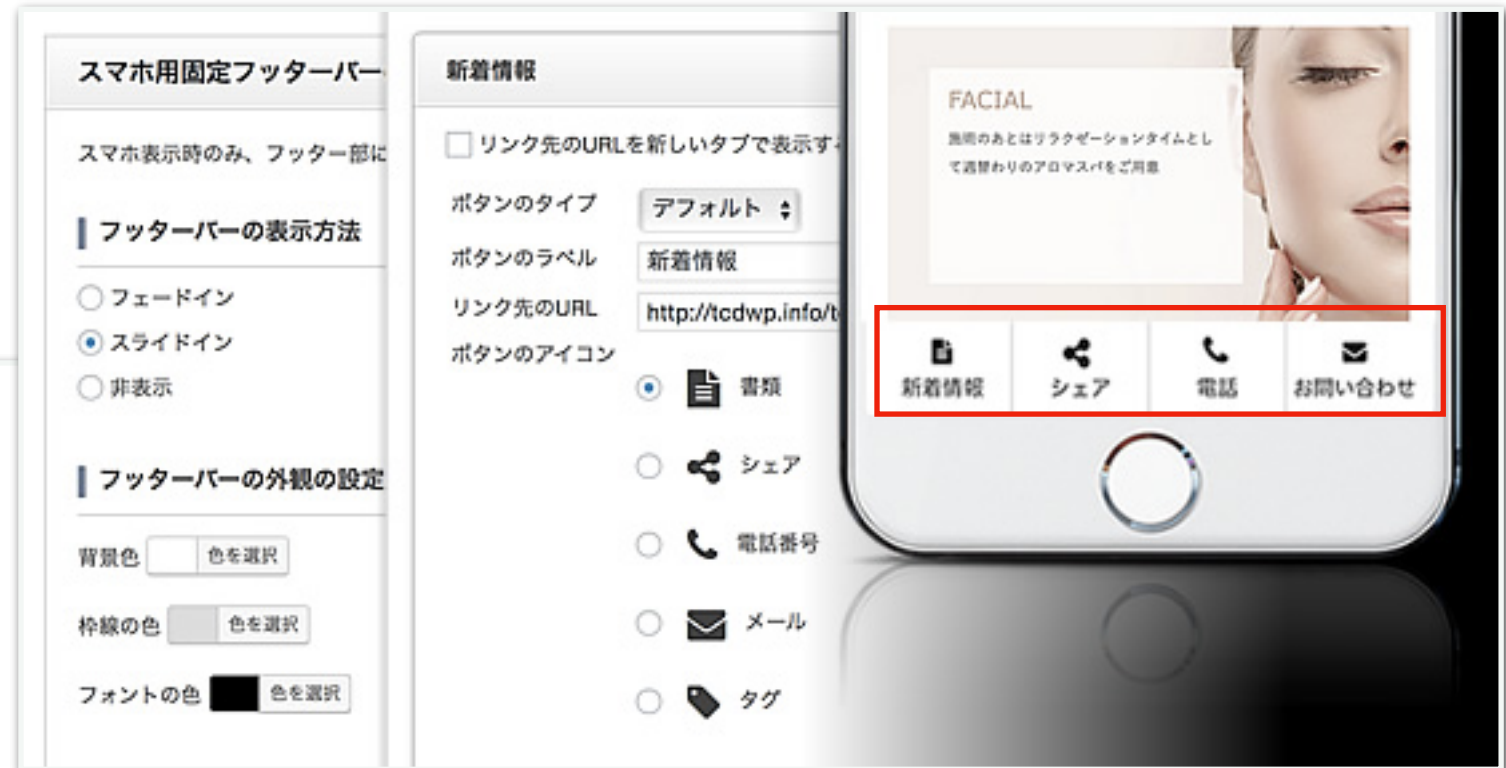 スマホ用固定フッターバー
スマホ表示時のみ、フッター部に
フッターバーの表示方法
フェードイン
スライドイン
非表示
フッターバーの外観の設定
背景色 色を選択
枠線の色 色を選択
フォントの色 色を選択
新着情報
リンク先のURLを新しいタブで表示す
ボタンのタイプ デフォルト
ボタンのラベル 新着情報
リンク先のURL http://tcdwp.info/t
ボタンのアイコン
書類
シェア
電話番号
メール
タグ
FACIAL
施術のあとはリラクゼーションタイムとし
て週替わりのアロマスパをご用意
新着情報 シェア 電話 お問い合わせ